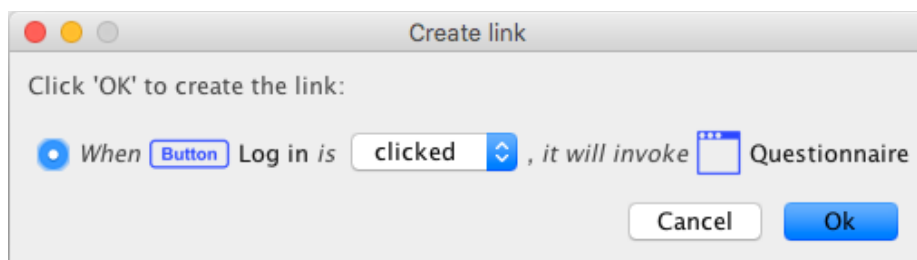 Create link
Click 'OK' to create the link:
When Button Log in is clicked , it will invoke Questionnaire
Cancel Ok